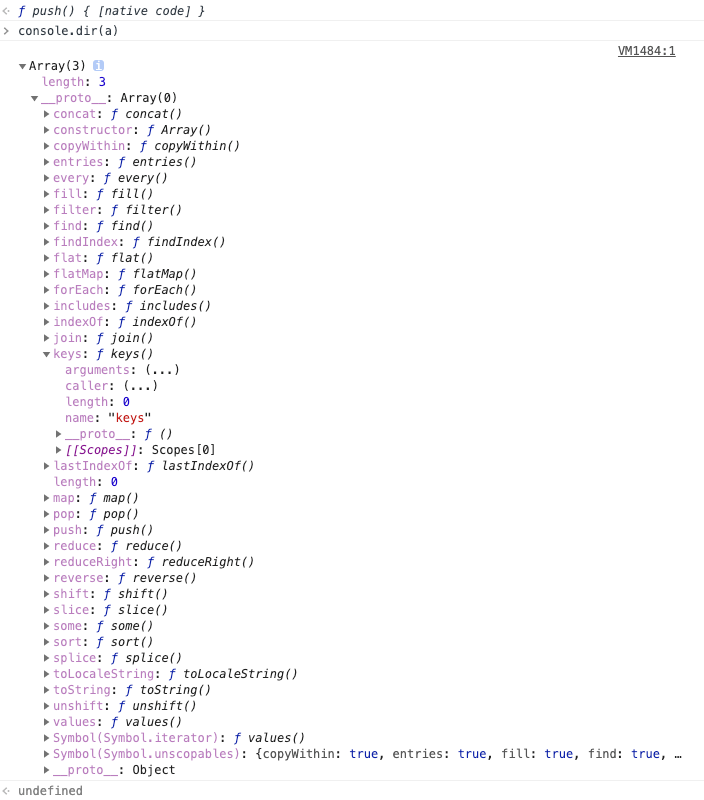 ƒ push() { [native code] }
console.dir(a)
VM1484:1
Array(3) i
length: 3
__proto__: Array(0)
concat: ƒ concat()
constructor: ƒ Array()
copyWithin: ƒ copyWithin()
entries: ƒ entries()
every: ƒ every()
fill: ƒ fill()
filter: ƒ filter()
find: ƒ find()
findIndex: ƒ findIndex()
flat: ƒ flat()
flatMap: ƒ flatMap()
forEach: ƒ forEach()
includes: ƒ includes()
indexOf: ƒ indexOf()
join: ƒ join()
keys: ƒ keys()
arguments: (...)
caller: (...)
length: 0
name: "keys"
__proto__: ƒ ()
[[Scopes]]: Scopes[0]
lastIndexOf: ƒ lastIndexOf()
length: 0
map: ƒ map()
pop: ƒ pop()
push: ƒ push()
reduce: ƒ reduce()
reduceRight: ƒ reduceRight()
reverse: ƒ reverse()
shift: ƒ shift()
slice: ƒ slice()
some: ƒ some()
sort: ƒ sort()
splice: ƒ splice()
toLocaleString: ƒ toLocaleString()
toString: ƒ toString()
unshift: ƒ unshift()
values: ƒ values()
Symbol(Symbol.iterator): ƒ values()
Symbol(Symbol.unscopables): {copyWithin: true, entries: true, fill: true, find: true, …
__proto__: Object
undefined